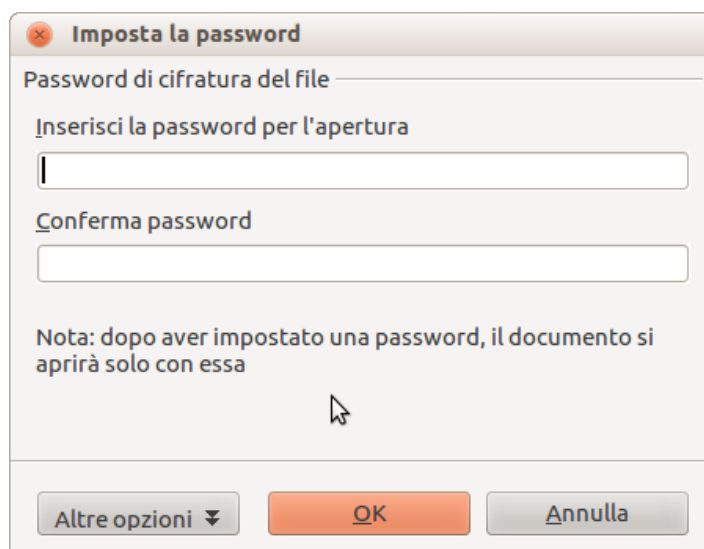 Imposta la password
Password di cifratura del file
Inserisci la password per l'apertura
Conferma password
Nota: dopo aver impostato una password, il documento si
aprirà solo con essa
Altre opzioni
OK
Annulla